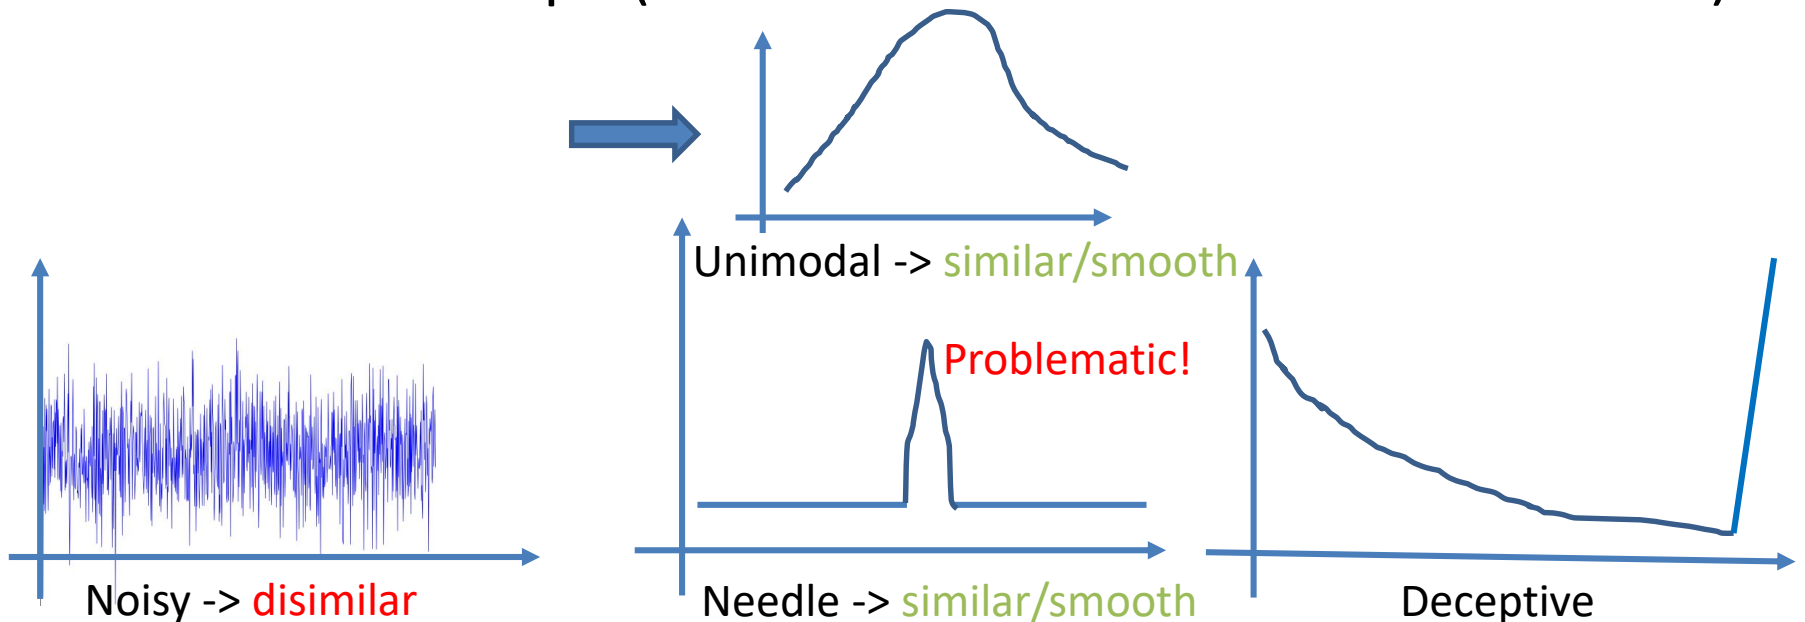 Unimodal -> similar/smooth
Problematic!
Noisy -> disimilar
Needle -> similar/smooth
Deceptive